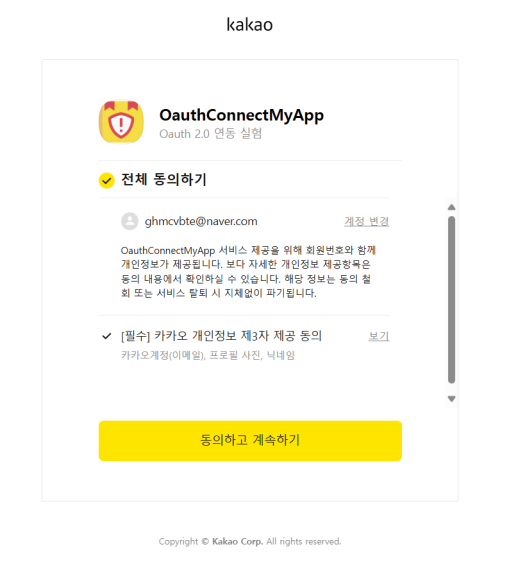 kakao
OauthConnectMyApp
Oauth 2.0 연동 실험
전체 동의하기
ghmcvbte@naver.com 계정 변경
OauthConnectMyApp 서비스 제공을 위해 회원번호와 함께
개인정보가 제공됩니다. 보다 자세한 개인정보 제공항목은
동의 내용에서 확인하실 수 있습니다. 해당 정보는 동의 철
회 또는 서비스 탈퇴 시 지체없이 파기됩니다.
[필수] 카카오 개인정보 제3자 제공 동의 보기
카카오계정(이메일), 프로필 사진, 닉네임
동의하고 계속하기
Copyright © Kakao Corp. All rights reserved.